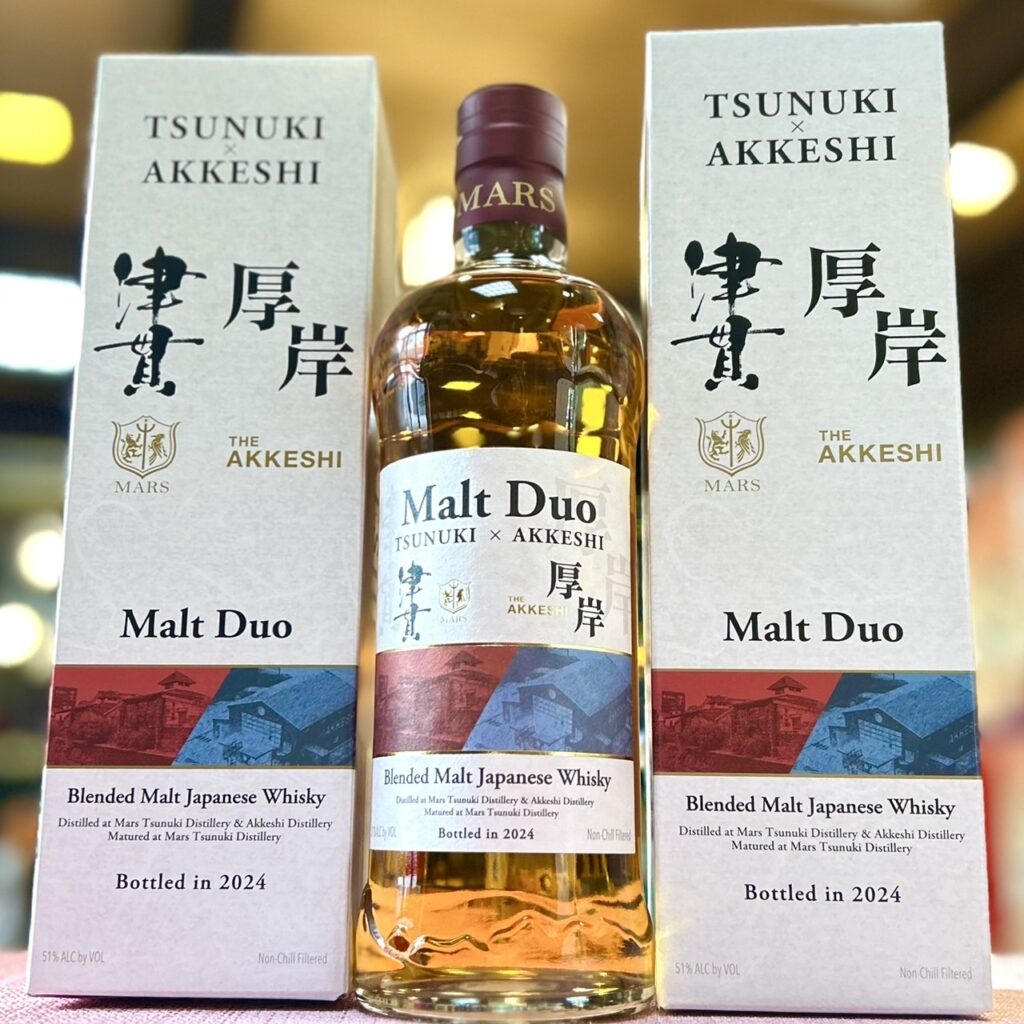 TSUNUKI
×
AKKESHI
津貫
厚岸
MARS
THE
AKKESHI
Malt Duo
Blended Malt Japanese Whisky
Distilled at Mars Tsunuki Distillery & Akkeshi Distillery
Matured at Mars Tsunuki Distillery
Bottled in 2024
51% ALC by VOL
Non-Chill Filtered
MARS
Malt Duo
TSUNUKI × AKKESHI
津貫
MARS
THE
AKKESHI
厚岸
Blended Malt Japanese Whisky
Distilled at Mars Tsunuki Distillery & Akkeshi Distillery
Matured at Mars Tsunuki Distillery
ALC by VOL
Bottled in 2024
Non-Chill Filtered
TSUNUKI
×
AKKESHI
津貫
厚岸
MARS
THE
AKKESHI
Malt Duo
Blended Malt Japanese Whisky
Distilled at Mars Tsunuki Distillery & Akkeshi Distillery
Matured at Mars Tsunuki Distillery
Bottled in 2024
51% ALC by VOL
Non Chill Filtered